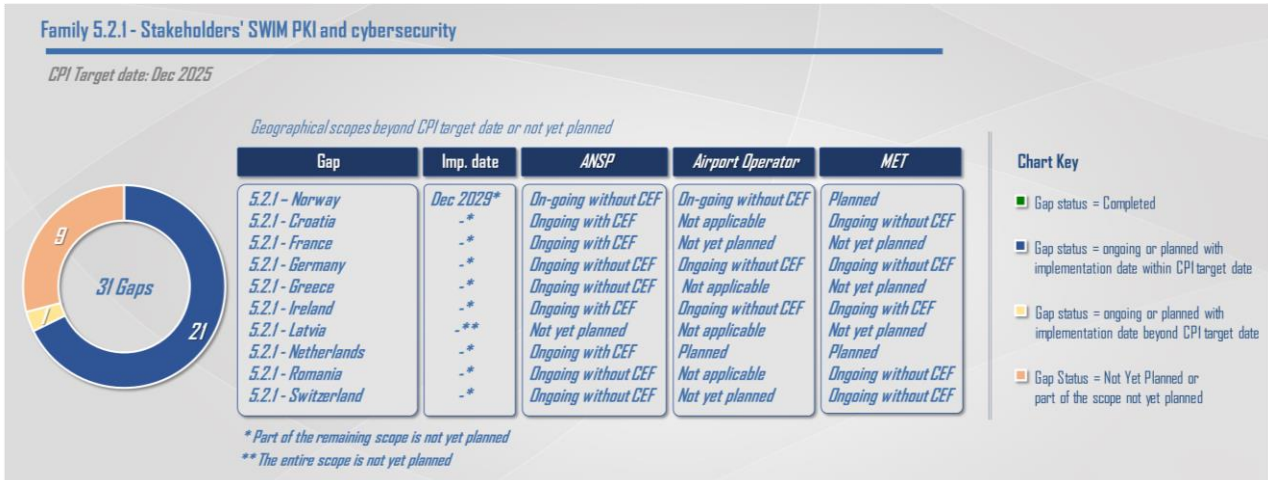 Family 5.2.1 - Stakeholders' SWIM PKI and cybersecurity
CPI Target date: Dec 2025
Geographical scopes beyond CPI target date or not yet planned
Gap Imp. date ANSP Airport Operator MET
5.2.1 – Norway Dec 2029* On-going without CEF On-going without CEF Planned
5.2.1 - Croatia -* Ongoing with CEF Not applicable Ongoing without CEF
5.2.1 - France -* Ongoing with CEF Not yet planned Not yet planned
5.2.1 - Germany -* Ongoing without CEF Ongoing without CEF Ongoing without CEF
5.2.1 - Greece -* Ongoing without CEF Not applicable Not yet planned
5.2.1 - Ireland -* Ongoing with CEF Ongoing without CEF Ongoing with CEF
5.2.1 - Latvia -** Not yet planned Not applicable Not yet planned
5.2.1 - Netherlands -* Ongoing with CEF Planned Planned
5.2.1 - Romania -* Ongoing without CEF Not applicable Ongoing without CEF
5.2.1 - Switzerland -* Ongoing without CEF Not yet planned Ongoing without CEF
* Part of the remaining scope is not yet planned
** The entire scope is not yet planned
9
31 Gaps
1
21
Chart Key
Gap status = Completed
Gap status = ongoing or planned with
implementation date within CPI target date
Gap status = ongoing or planned with
implementation date beyond CPI target date
Gap Status = Not Yet Planned or
part of the scope not yet planned